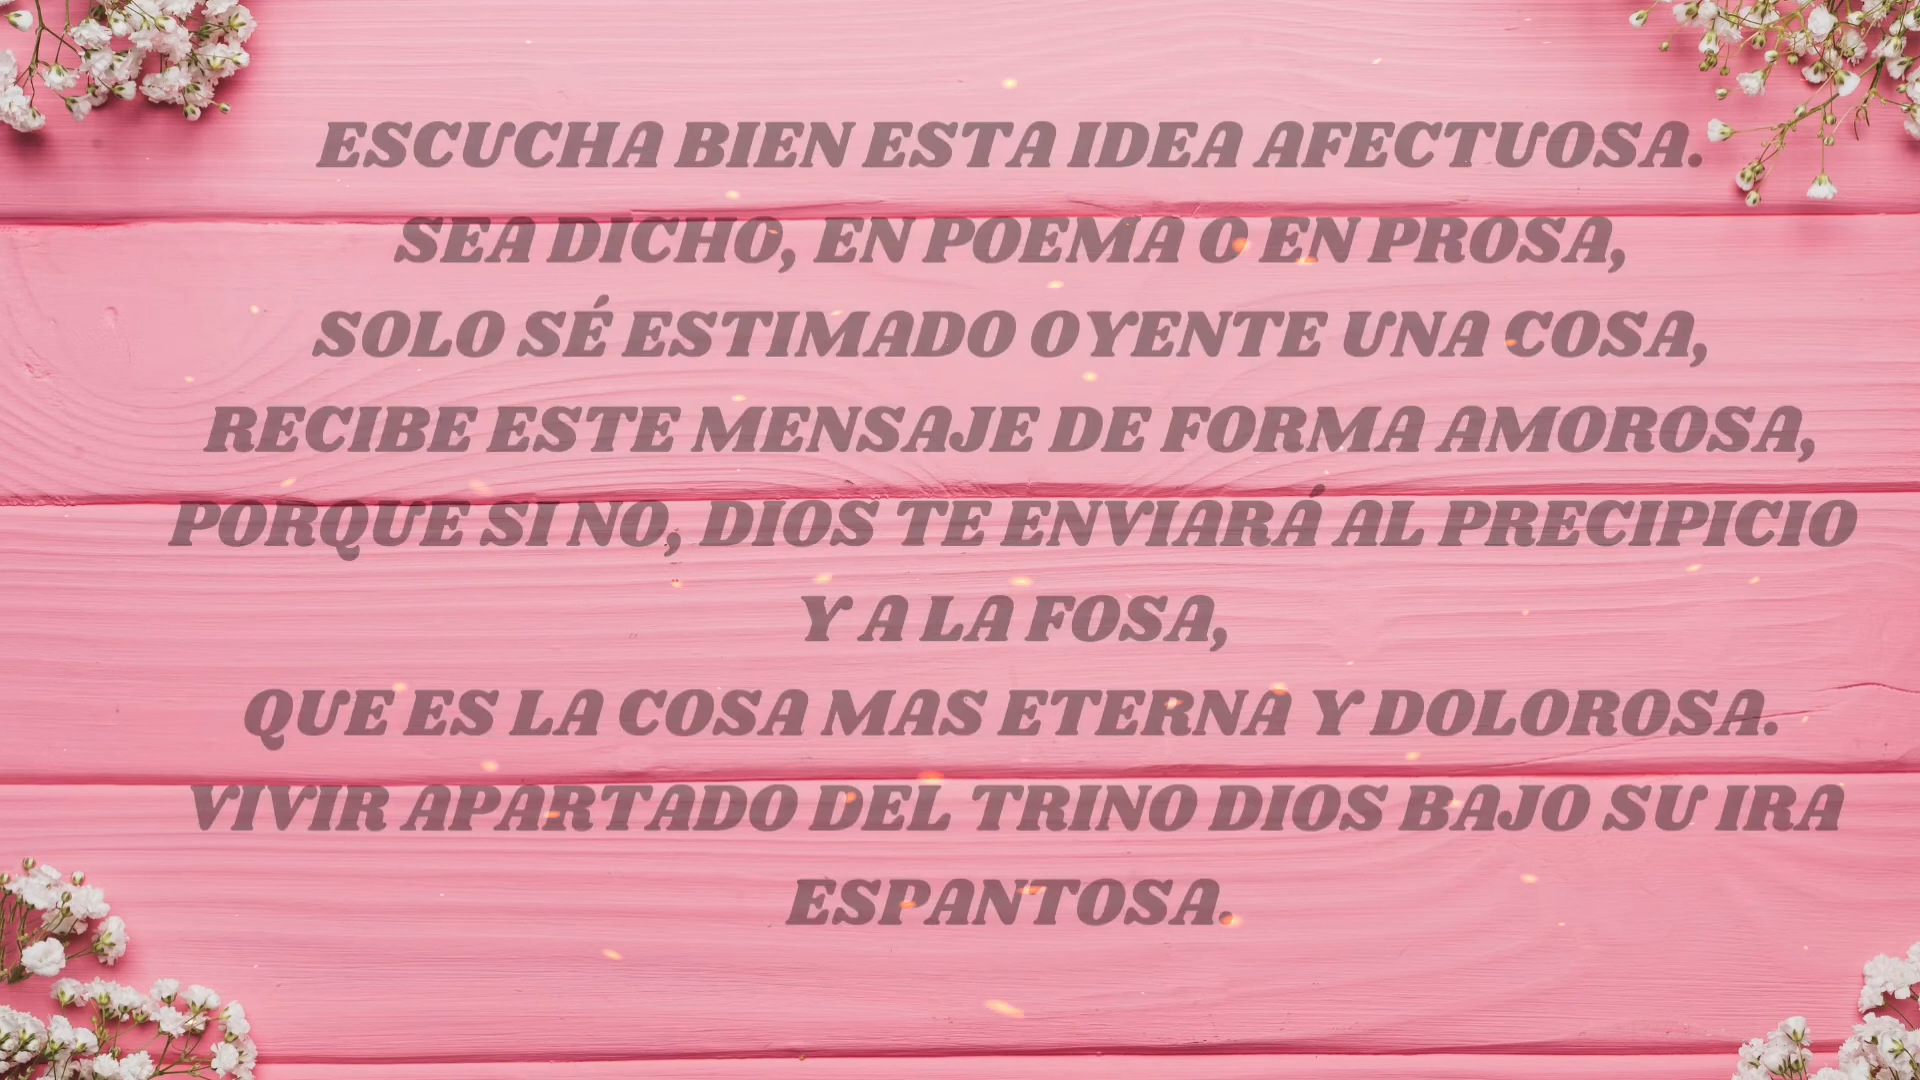 ESCUCHA BIEN ESTA IDEA AFECTUOSA.
SEA DICHO, EN POEMA O EN PROSA,
SOLO SÉ ESTIMADO OYENTE UNA COSA,
RECIBE ESTE MENSAJE DE FORMA AMOROSA,
PORQUE SI NO, DIOS TE ENVIARÁ AL PRECIPICIO
Y A LA FOSA,
QUE ES LA COSA MAS ETERNA Y DOLOROSA.
VIVIR APARTADO DEL TRINO DIOS BAJO SU IRA
ESPANTOSA.